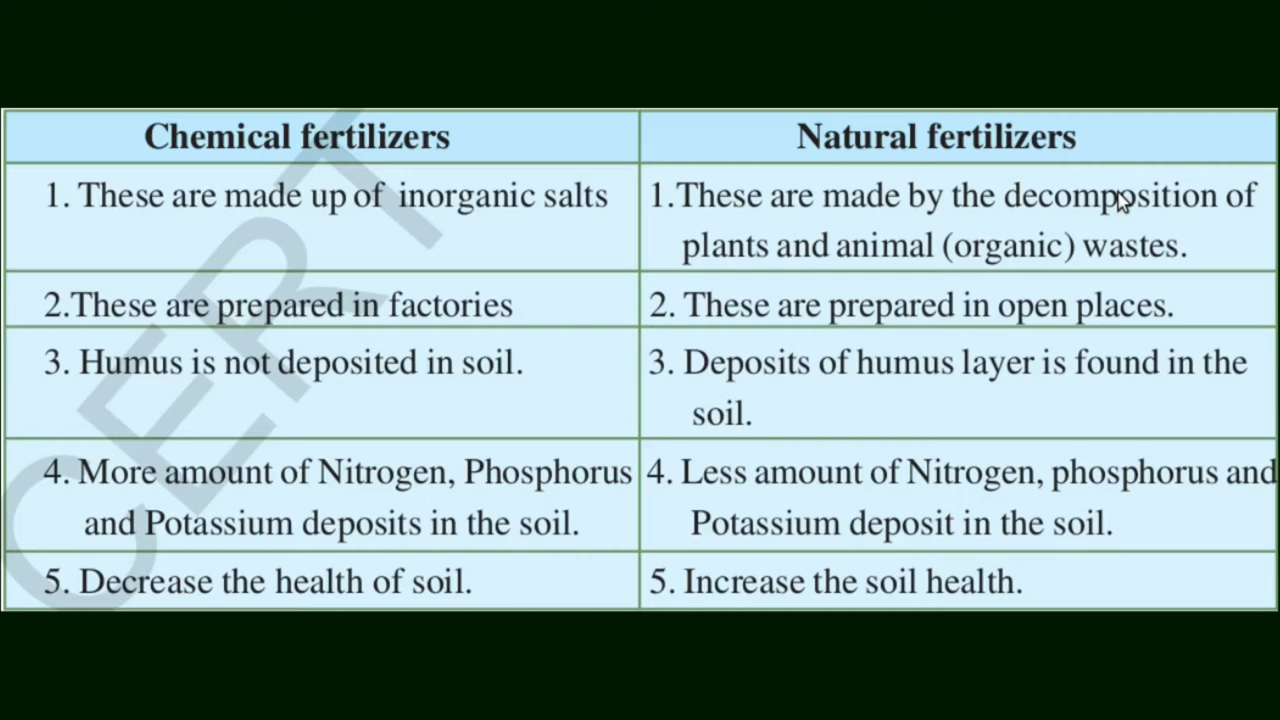 Chemical fertilizers
Natural fertilizers
1. These are made up of inorganic salts
1.These are made by the decomposition of
plants and animal (organic) wastes.
2.These are prepared in factories
2. These are prepared in open places.
3. Humus is not deposited in soil.
3. Deposits of humus layer is found in the
soil.
4. More amount of Nitrogen, Phosphorus
and Potassium deposits in the soil.
4. Less amount of Nitrogen, phosphorus and
Potassium deposit in the soil.
5. Decrease the health of soil.
5. Increase the soil health.
CERT